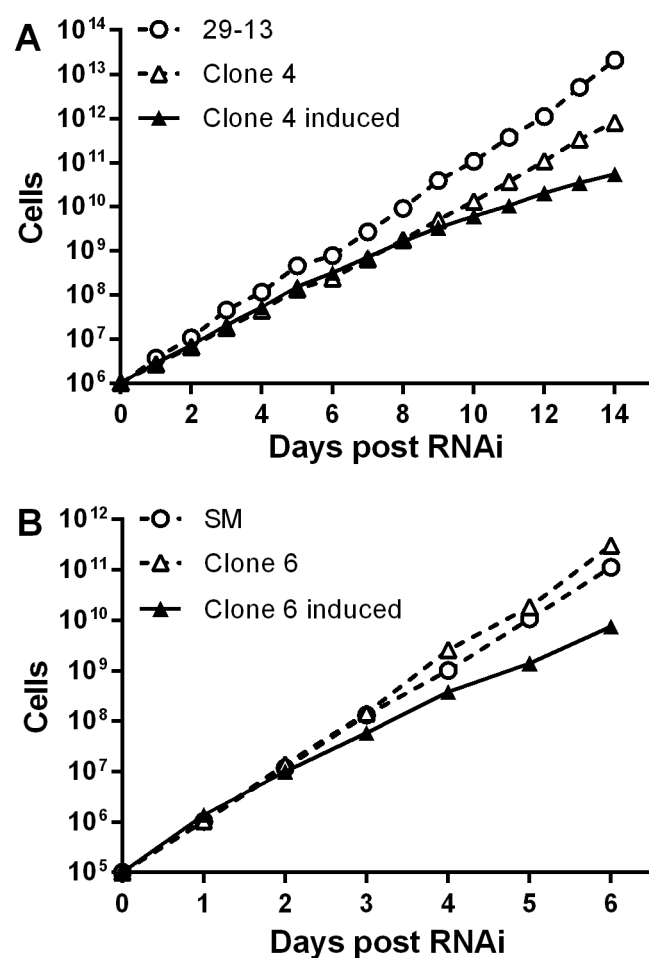 A
29-13
Clone 4
Clone 4 induced
10^14
10^13
10^12
10^11
10^10
10^9
10^8
10^7
10^6
Cells
0 2 4 6 8 10 12 14
Days post RNAi
B
SM
Clone 6
Clone 6 induced
10^12
10^11
10^10
10^9
10^8
10^7
10^6
10^5
Cells
0 1 2 3 4 5 6
Days post RNAi